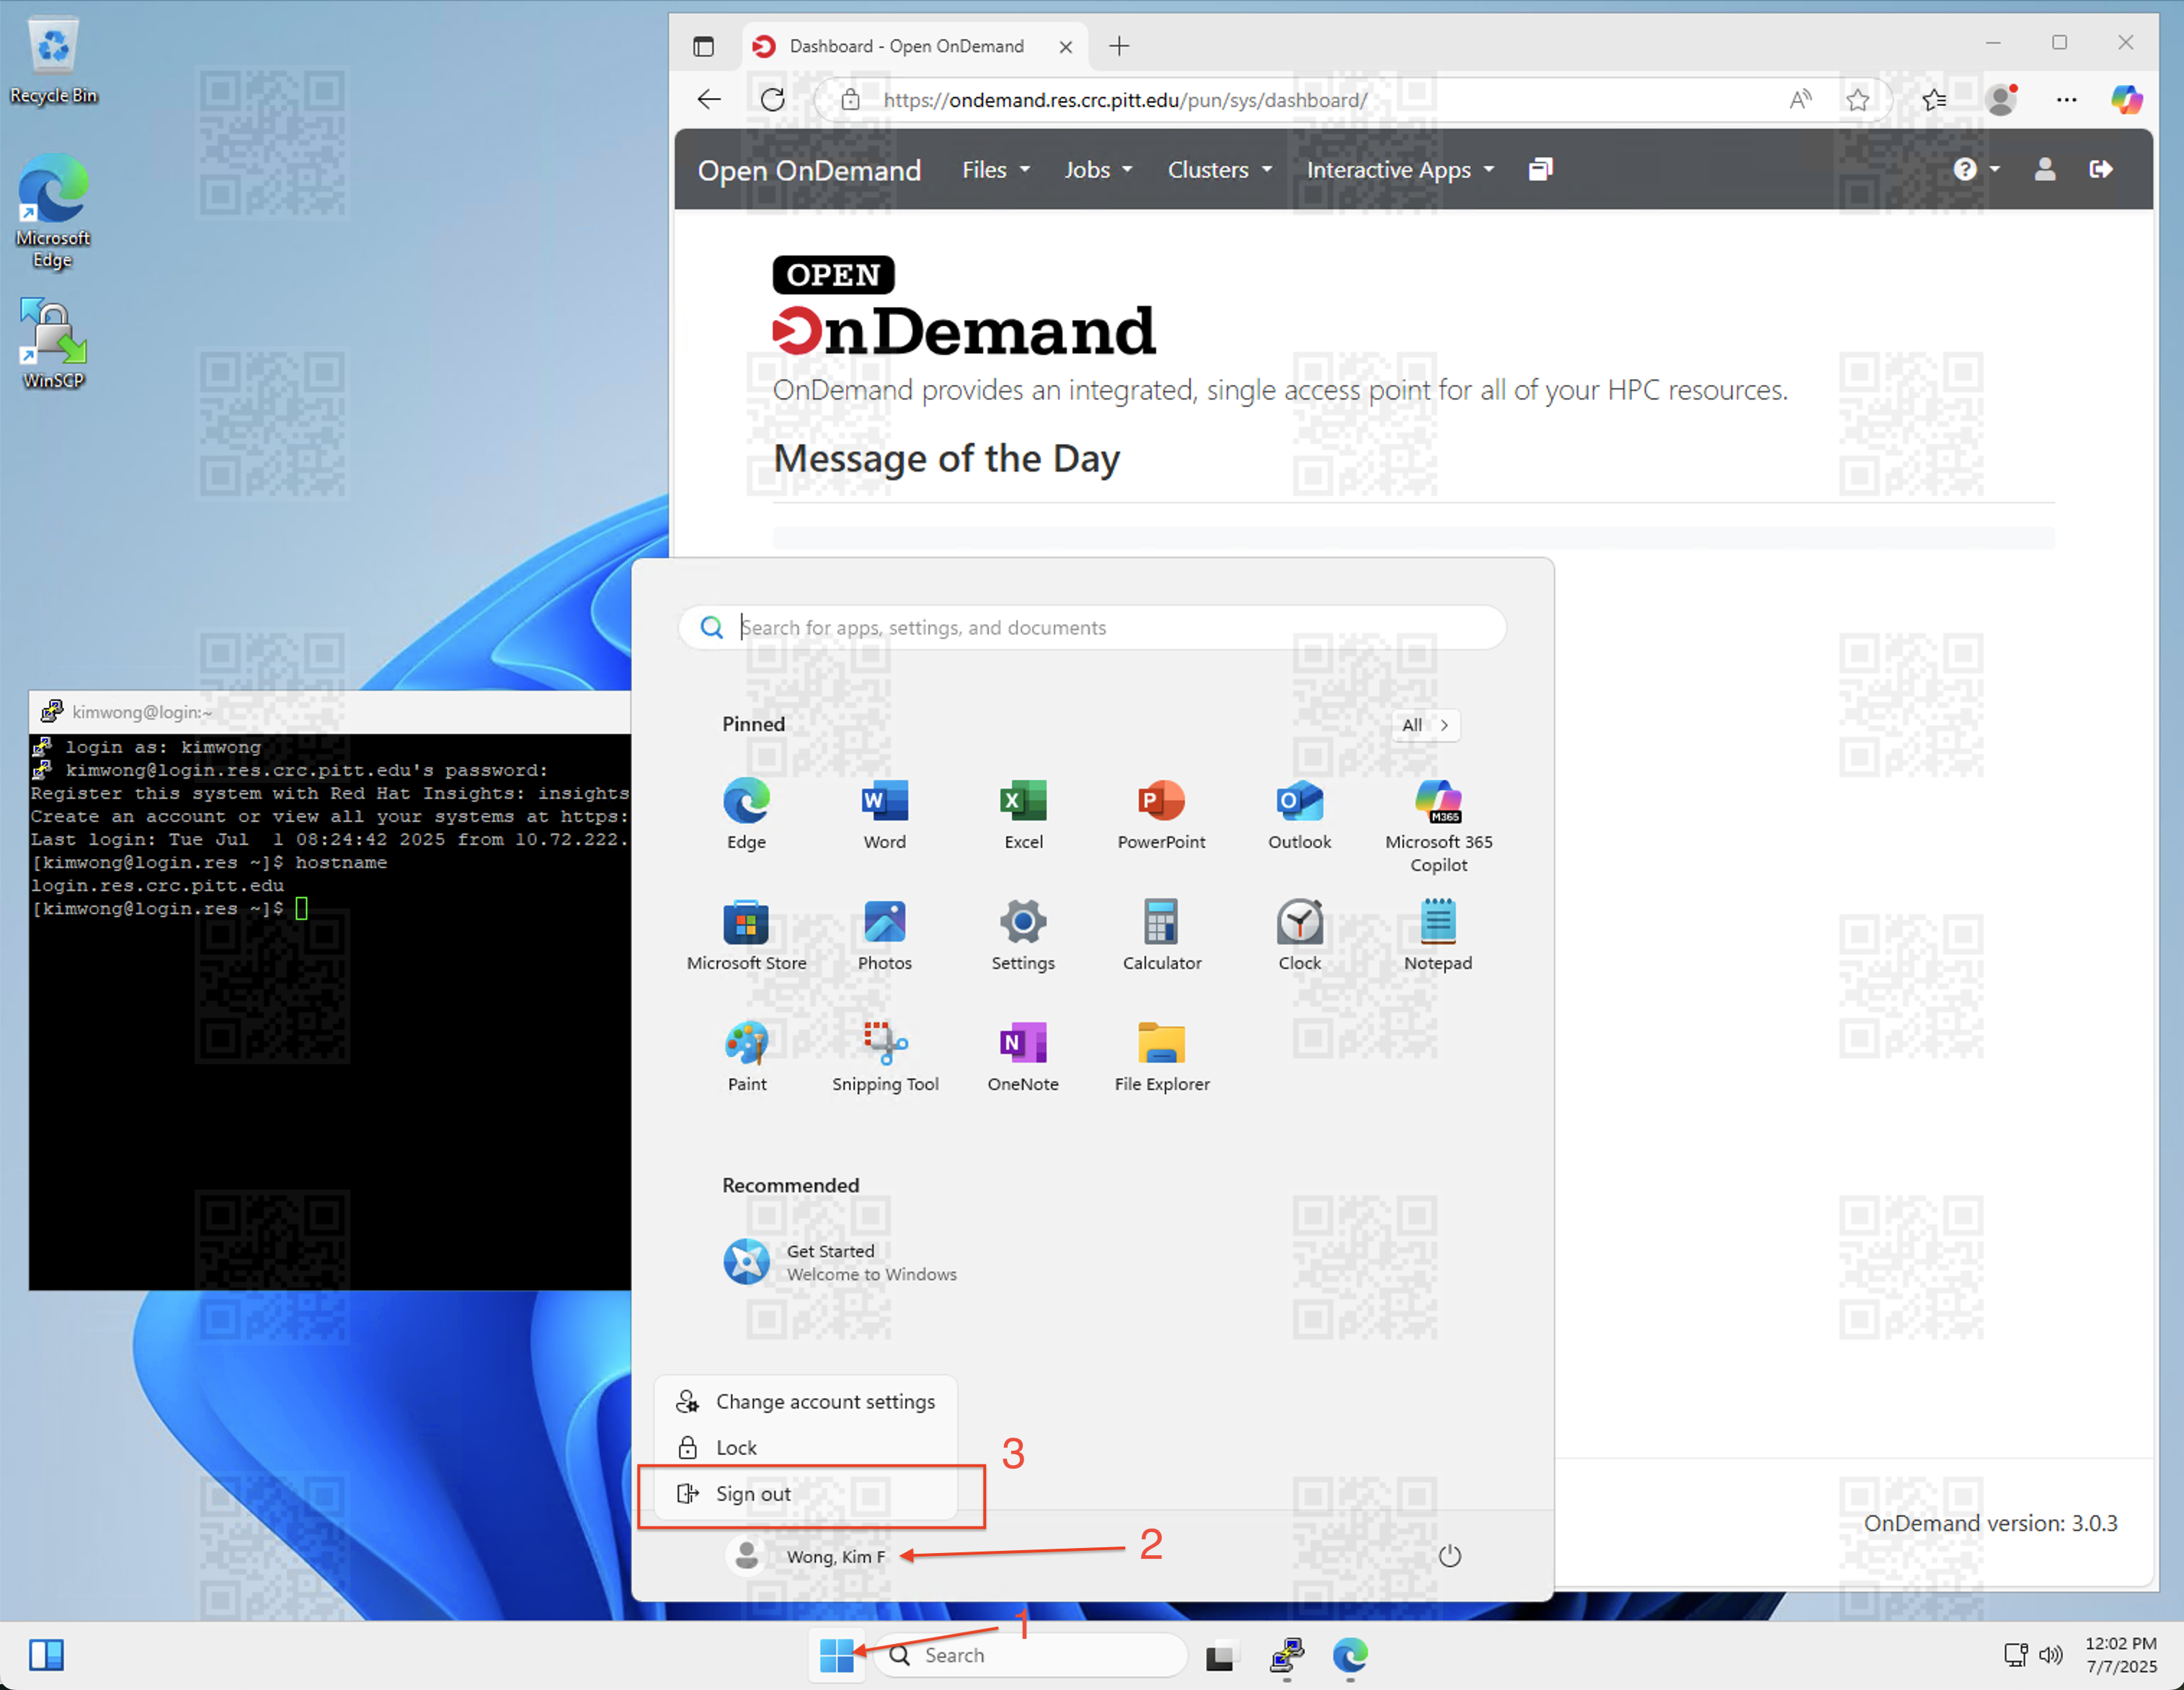 Recycle Bin
Microsoft
Edge
WinSCP
Dashboard - Open OnDemand
https://ondemand.res.crc.pitt.edu/pun/sys/dashboard/
Open OnDemand Files Jobs Clusters Interactive Apps
OPEN
OnDemand
OnDemand provides an integrated, single access point for all of your HPC resources.
Message of the Day
kimwong@login:~
login as: kimwong
kimwong@login.res.crc.pitt.edu's password:
Register this system with Red Hat Insights: insights
Create an account or view all your systems at https:
Last login: Tue Jul  1 08:24:42 2025 from 10.72.222.
[kimwong@login.res ~]$ hostname
login.res.crc.pitt.edu
[kimwong@login.res ~]$
Search for apps, settings, and documents
Pinned
All >
Edge
Word
Excel
PowerPoint
Outlook
M365
Microsoft 365
Copilot
Microsoft Store
Photos
Settings
Calculator
Clock
Notepad
Paint
Snipping Tool
OneNote
File Explorer
Recommended
Get Started
Welcome to Windows
Change account settings
Lock
Sign out
3
Wong, Kim F
2
OnDemand version: 3.0.3
1
Search
12:02 PM
7/7/2025